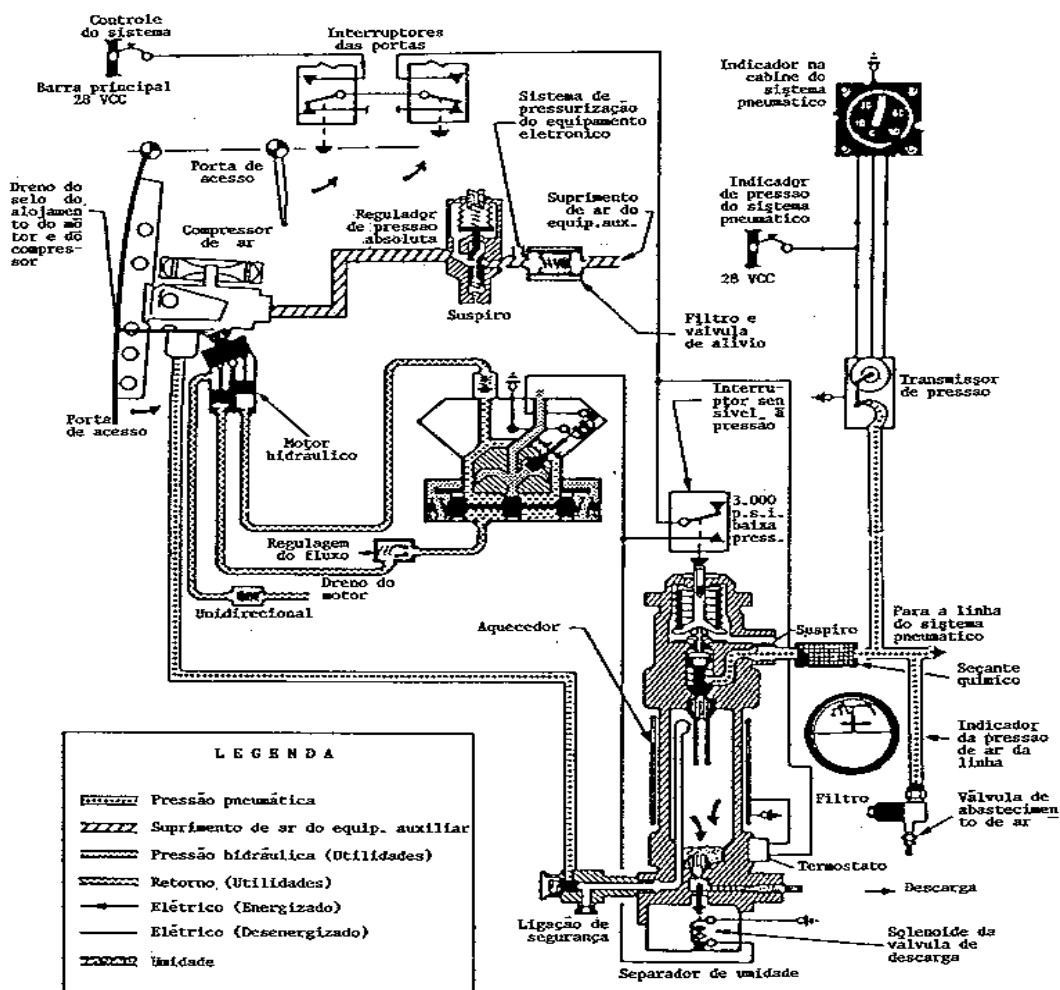 Controle
do sistema
Barra principal
28 VCC
Interruptores
das portas
Sistema de
pressurização
do equipamento
eletronico
Indicador na
cabine do
sistema
pneumático
Dreno do
selo do
alojamen
to do mo
tor e do
compres-
sor
Porta de
acesso
Compressor
de ar
Regulador
de pressao
absoluta
Suprimento
de ar do
equip.aux.
Indicador
de pressão
do sistema
pneumático
28 VCC
Suspiro
Filtro e
válvula
de alívio
Transmissor
de pressao
Porta
de acesso
Motor
hidráulico
Interru-
ptor sen
sivel à
pressão
3.000
p.s.i.
baixa
press.
Regulagem
do fluxo
Dreno do
motor
Unidirecional
Aquecedor
Suspiro
Para a linha
do sistema
pneumático
Secante
químico
Indicador
da pressao
de ar da
linha
Filtro
Válvula de
abastecimen
to de ar
Termostato
Descarga
Ligação de
segurança
Solenoide da
válvula de
descarga
Separador de umidade
LEGENDA
Pressão pneumática
Suprimento de ar do equip. auxiliar
Pressão hidráulica (Utilidades)
Retorno (Utilidades)
Elétrico (Energizado)
Elétrico (Desenergizado)
Umidade